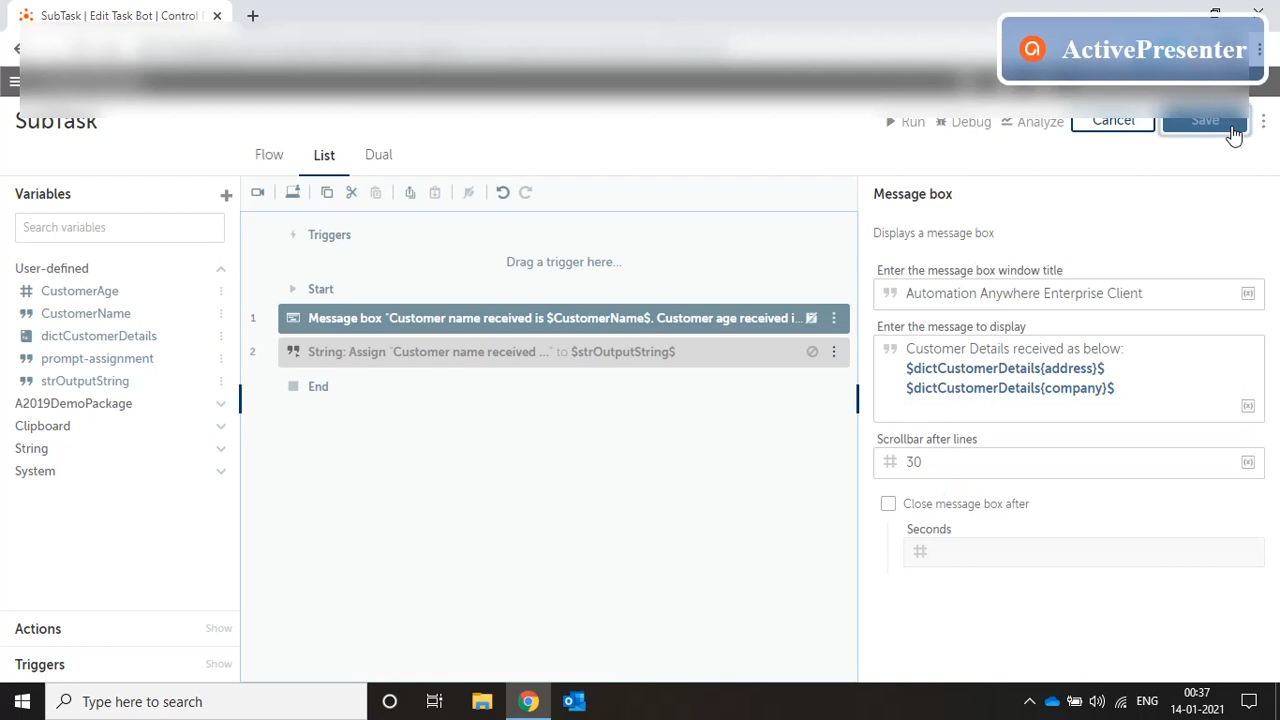 SubTask | Edit Task Bot | Control
ActivePresenter
SubTask
Run
Debug
Analyze
Cancel
Save
Flow
List
Dual
Variables
Search variables
User-defined
CustomerAge
CustomerName
dictCustomerDetails
prompt-assignment
strOutputString
A2019DemoPackage
Clipboard
String
System
Actions
Show
Triggers
Show
Triggers
Drag a trigger here...
Start
1
Message box "Customer name received is $CustomerName$. Customer age received i...
2
String: Assign "Customer name received ..." to $strOutputString$
End
Message box
Displays a message box
Enter the message box window title
Automation Anywhere Enterprise Client
Enter the message to display
Customer Details received as below:
$dictCustomerDetails{address}$
$dictCustomerDetails{company}$
Scrollbar after lines
30
Close message box after
Seconds
Type here to search
ENG
00:37
14-01-2021